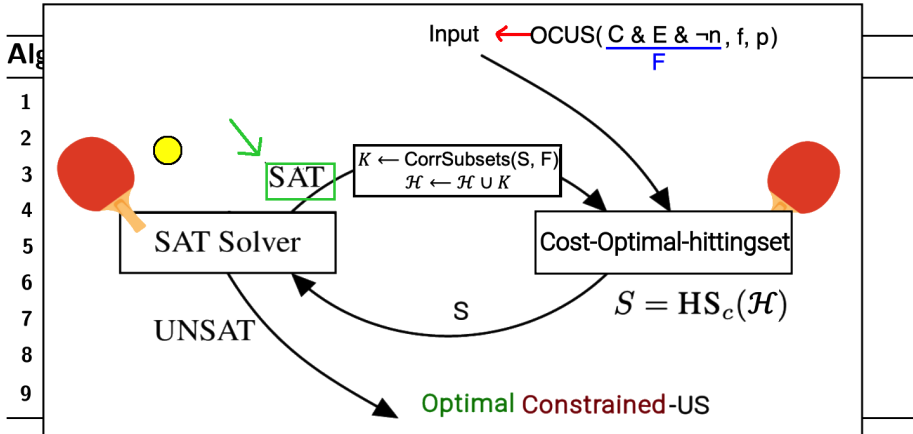 Input ← OCUS( C & E & ¬n , f, p)
F
Alg
1
2
3
4
5
6
7
8
9
SAT
K ← CorrSubsets(S, F)
ℋ ← ℋ ∪ K
SAT Solver
Cost-Optimal-hittingset
S
S = HS_c(ℋ)
UNSAT
Optimal Constrained-US